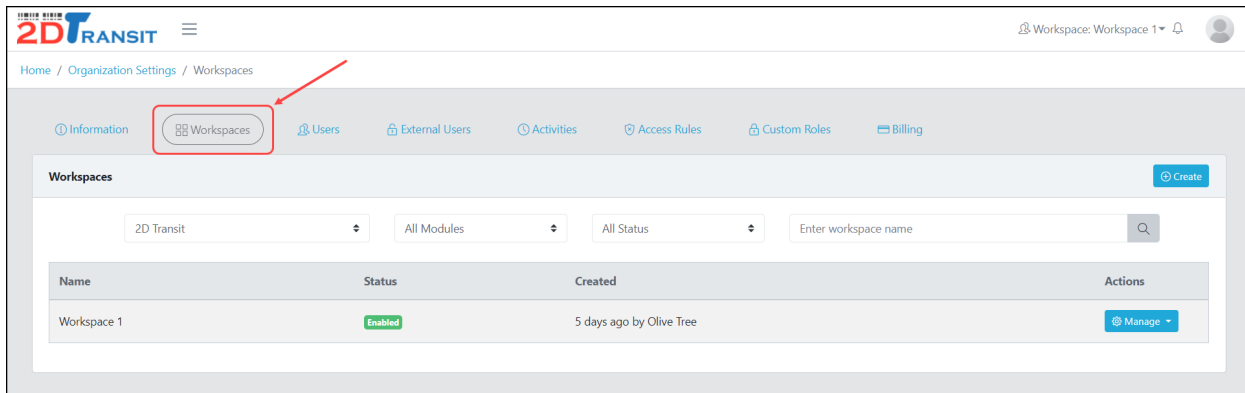 2DTRANSIT
Workspace: Workspace 1
Home / Organization Settings / Workspaces
Information Workspaces Users External Users Activities Access Rules Custom Roles Billing
Workspaces Create
2D Transit All Modules All Status Enter workspace name
Name Status Created Actions
Workspace 1 Enabled 5 days ago by Olive Tree Manage